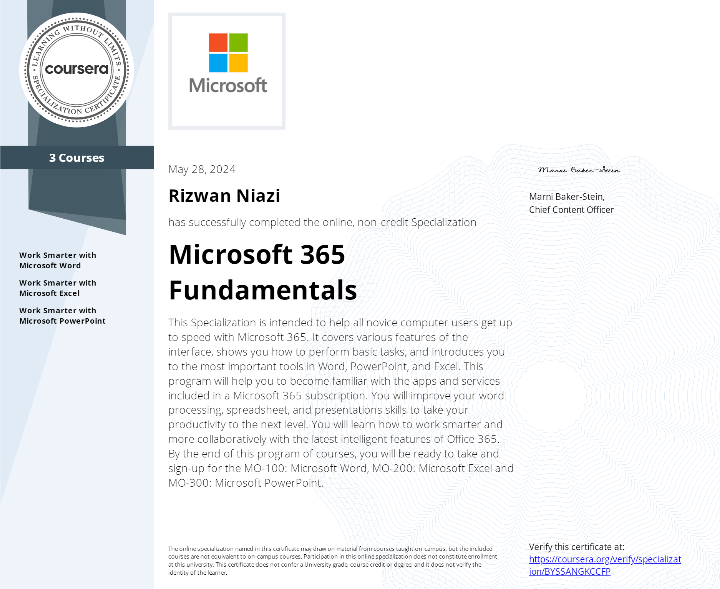 LEARNING WITHOUT LIMITS
coursera
SPECIALIZATION CERTIFICATE
3 Courses
Work Smarter with
Microsoft Word
Work Smarter with
Microsoft Excel
Work Smarter with
Microsoft PowerPoint
Microsoft
May 28, 2024
Rizwan Niazi
has successfully completed the online, non-credit Specialization
Microsoft 365
Fundamentals
This Specialization is intended to help all novice computer users get up
to speed with Microsoft 365. It covers various features of the
interface, shows you how to perform basic tasks, and introduces you
to the most important tools in Word, PowerPoint, and Excel. This
program will help you to become familiar with the apps and services
included in a Microsoft 365 subscription. You will improve your word
processing, spreadsheet, and presentations skills to take your
productivity to the next level. You will learn how to work smarter and
more collaboratively with the latest intelligent features of Office 365.
By the end of this program of courses, you will be ready to take and
sign-up for the MO-100: Microsoft Word, MO-200: Microsoft Excel and
MO-300: Microsoft PowerPoint.
Marni Baker-Stein
Marni Baker-Stein,
Chief Content Officer
The online specialization named in this certificate may draw on material from courses taught on-campus, but the included
courses are not equivalent to on-campus courses. Participation in this online specialization does not constitute enrollment
at this university. This certificate does not confer a University grade, course credit or degree, and it does not verify the
identity of the learner.
Verify this certificate at:
https://coursera.org/verify/specializat
ion/BYSSANGKCCFP